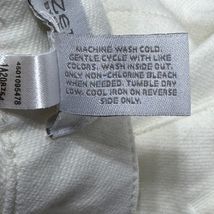 MACHINE WASH COLD.
GENTLE CYCLE WITH LIKE
COLORS. WASH INSIDE OUT.
ONLY NON-CHLORINE BLEACH
WHEN NEEDED. TUMBLE DRY
LOW. COOL IRON ON REVERSE
SIDE ONLY.
4501095478